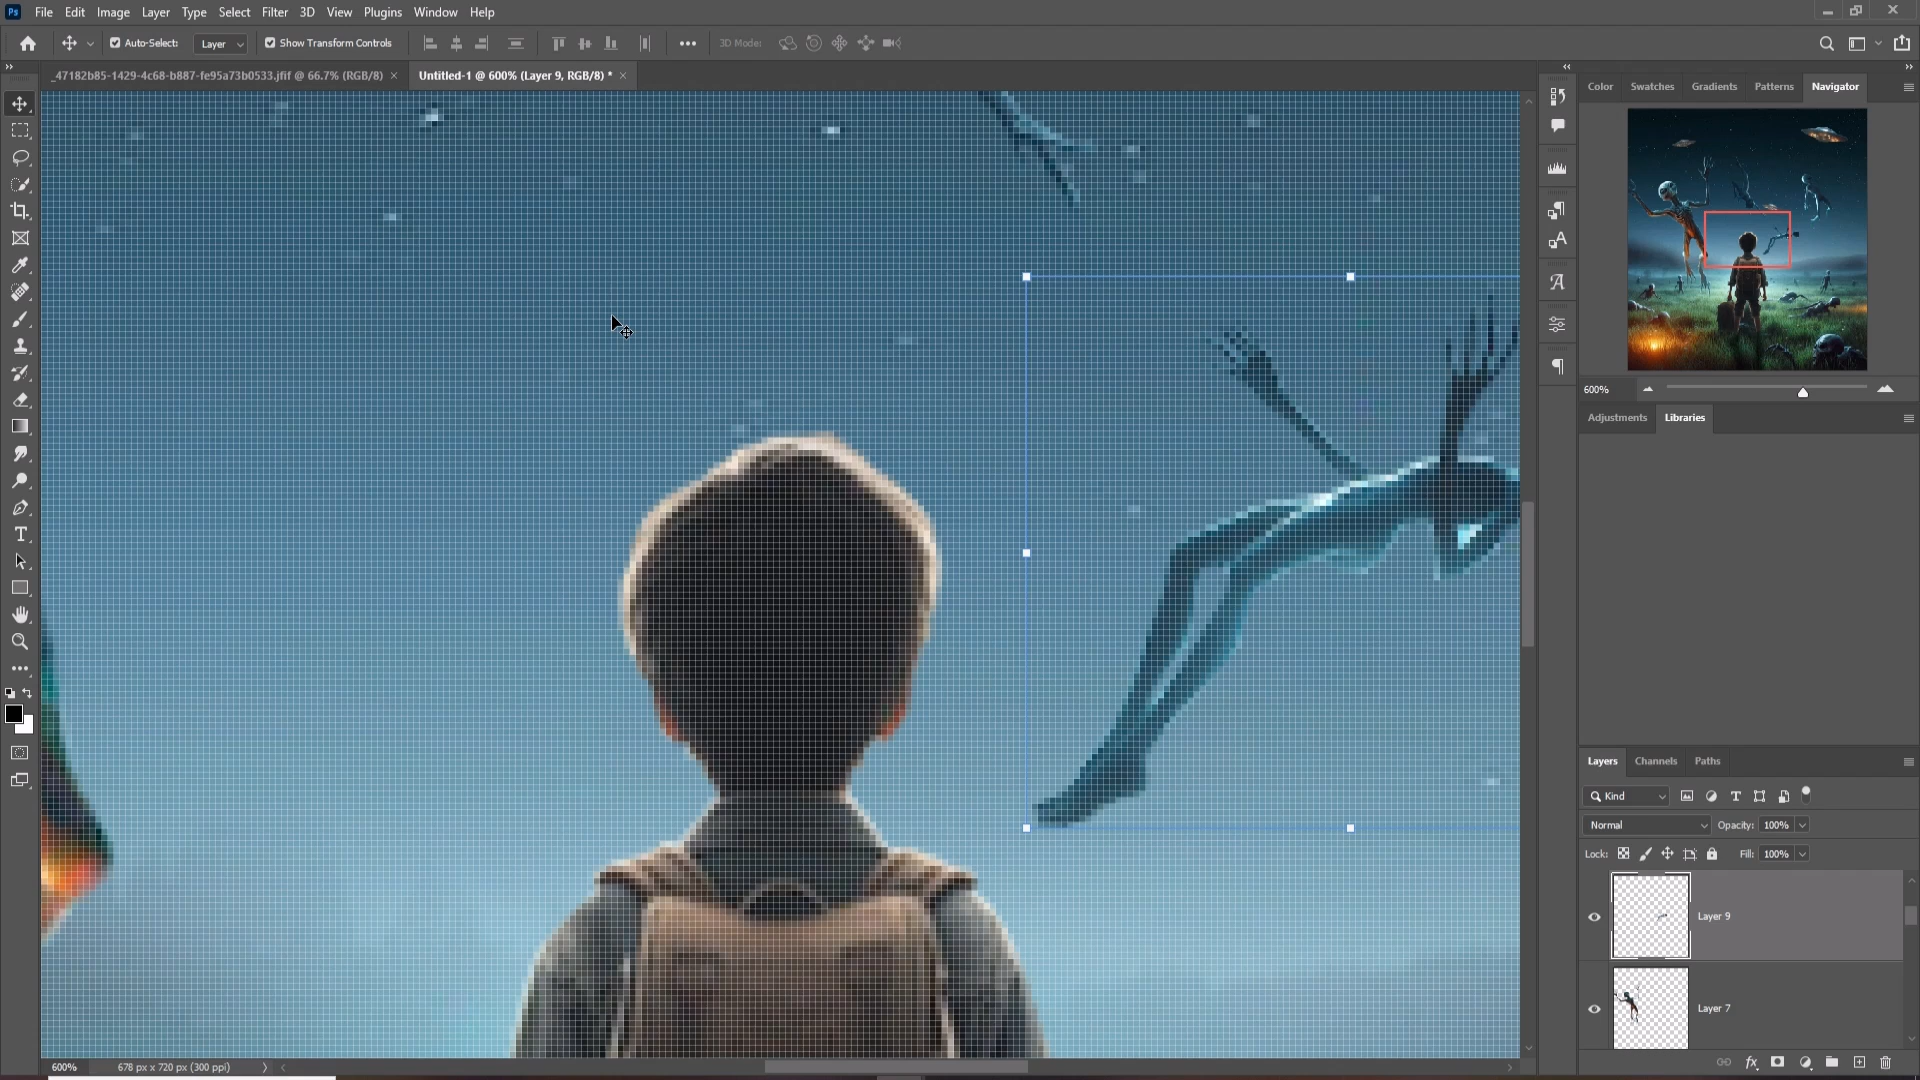 Ps File Edit Image Layer Type Select Filter 3D View Plugins Window Help
Auto-Select: Layer Show Transform Controls 3D Mode:
_47182b85-1429-4c68-b887-fe95a73b0533.jfif @ 66.7% (RGB/8) × Untitled-1 @ 600% (Layer 9, RGB/8) * ×
Color Swatches Gradients Patterns Navigator
600%
Adjustments Libraries
Layers Channels Paths
Kind
Normal Opacity: 100%
Lock: Fill: 100%
Layer 9
Layer 7
600% 678 px x 720 px (300 ppi)